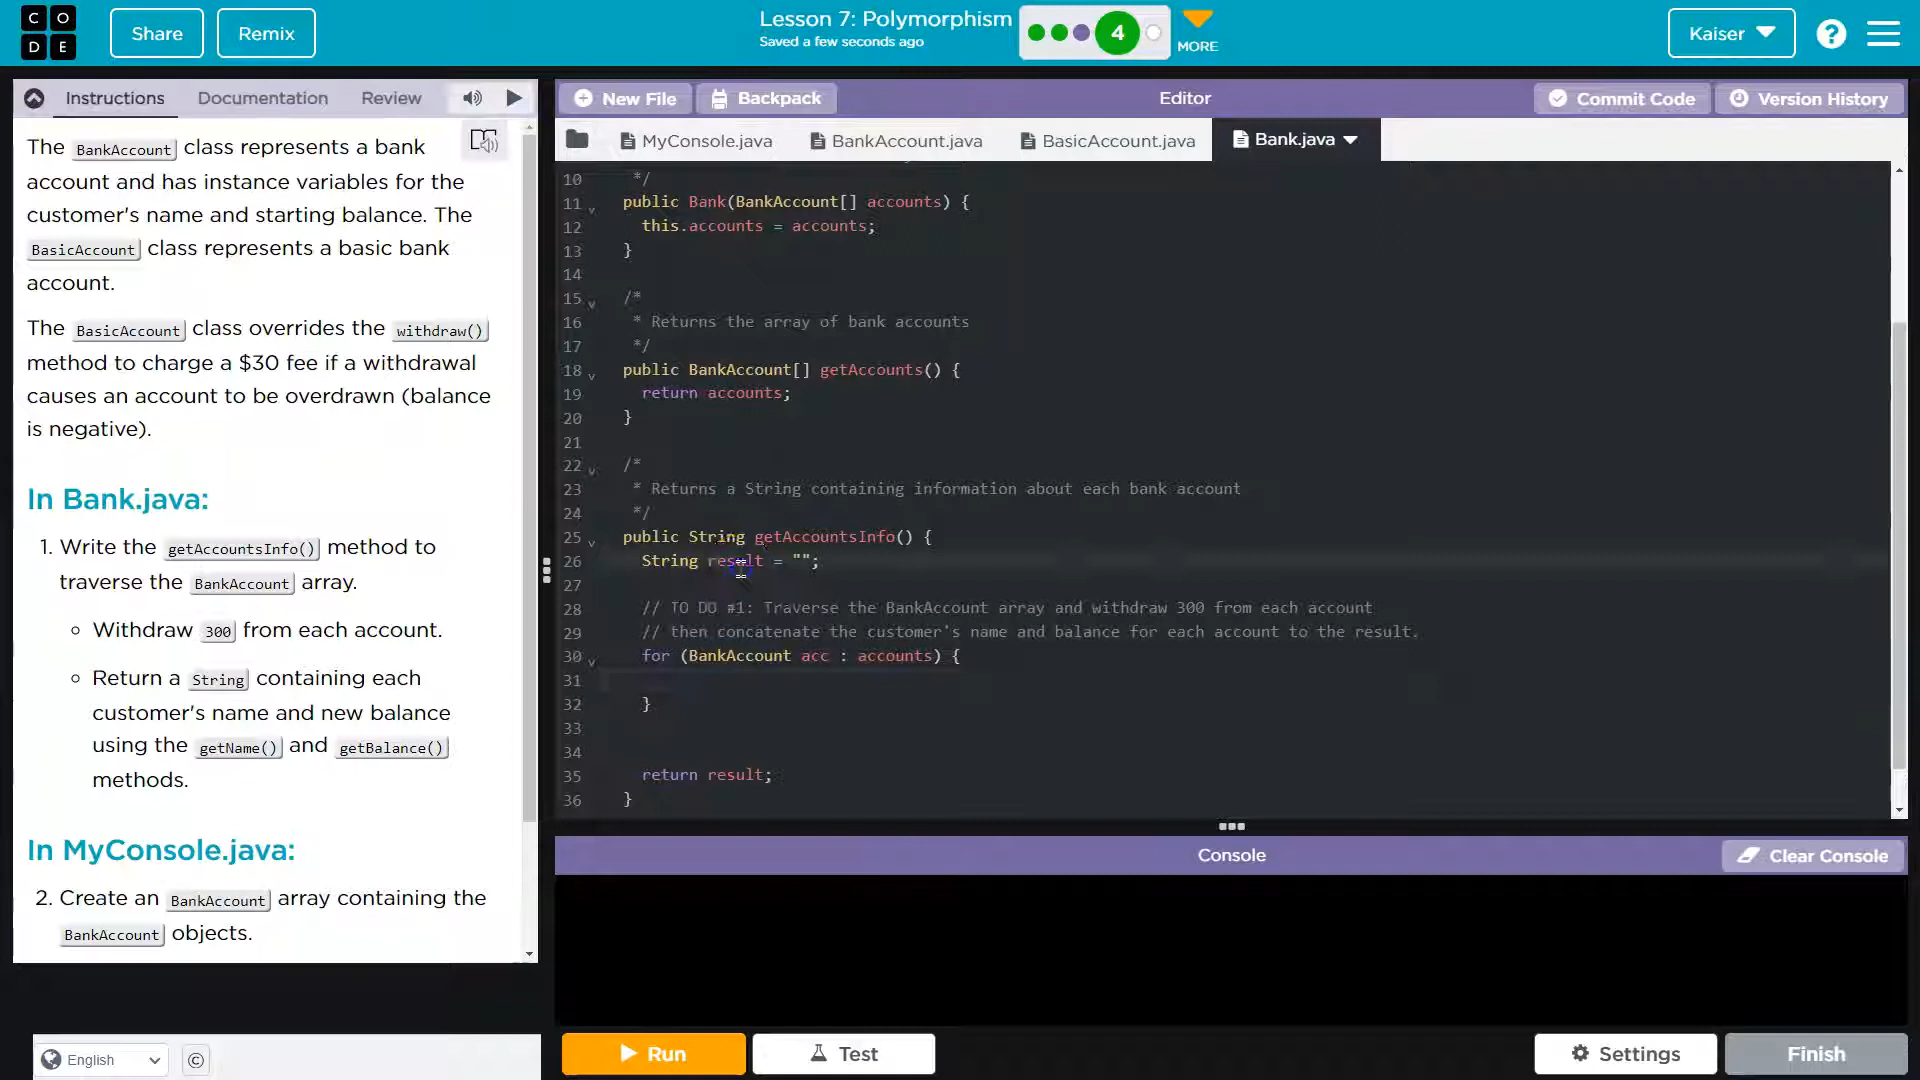 CODE
Share
Remix
Lesson 7: Polymorphism
Saved a few seconds ago
4
MORE
Kaiser
?
Instructions
Documentation
Review
New File
Backpack
Editor
Commit Code
Version History
MyConsole.java
BankAccount.java
BasicAccount.java
Bank.java
The BankAccount class represents a bank
account and has instance variables for the
customer's name and starting balance. The
BasicAccount class represents a basic bank
account.
The BasicAccount class overrides the withdraw()
method to charge a $30 fee if a withdrawal
causes an account to be overdrawn (balance
is negative).
In Bank.java:
1. Write the getAccountsInfo() method to
traverse the BankAccount array.
Withdraw 300 from each account.
Return a String containing each
customer's name and new balance
using the getName() and getBalance()
methods.
In MyConsole.java:
2. Create an BankAccount array containing the
BankAccount objects.
10 */
11 public Bank(BankAccount[] accounts) {
12 this.accounts = accounts;
13 }
14
15 /*
16 * Returns the array of bank accounts
17 */
18 public BankAccount[] getAccounts() {
19 return accounts;
20 }
21
22 /*
23 * Returns a String containing information about each bank account
24 */
25 public String getAccountsInfo() {
26 String result = "";
27
28 // TO DO #1: Traverse the BankAccount array and withdraw 300 from each account
29 // then concatenate the customer's name and balance for each account to the result.
30 for (BankAccount acc : accounts) {
31
32 }
33
34
35 return result;
36 }
Console
Clear Console
English
©
Run
Test
Settings
Finish